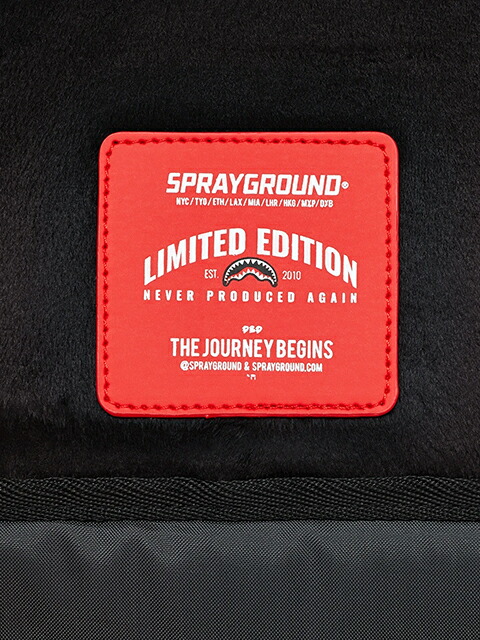 SPRAYGROUND®
NYC/TYO/ETH/LAX/MIA/LHR/HKG/MXP/DXB
LIMITED EDITION
EST. 2010
NEVER PRODUCED AGAIN
THE JOURNEY BEGINS
@SPRAYGROUND & SPRAYGROUND.COM